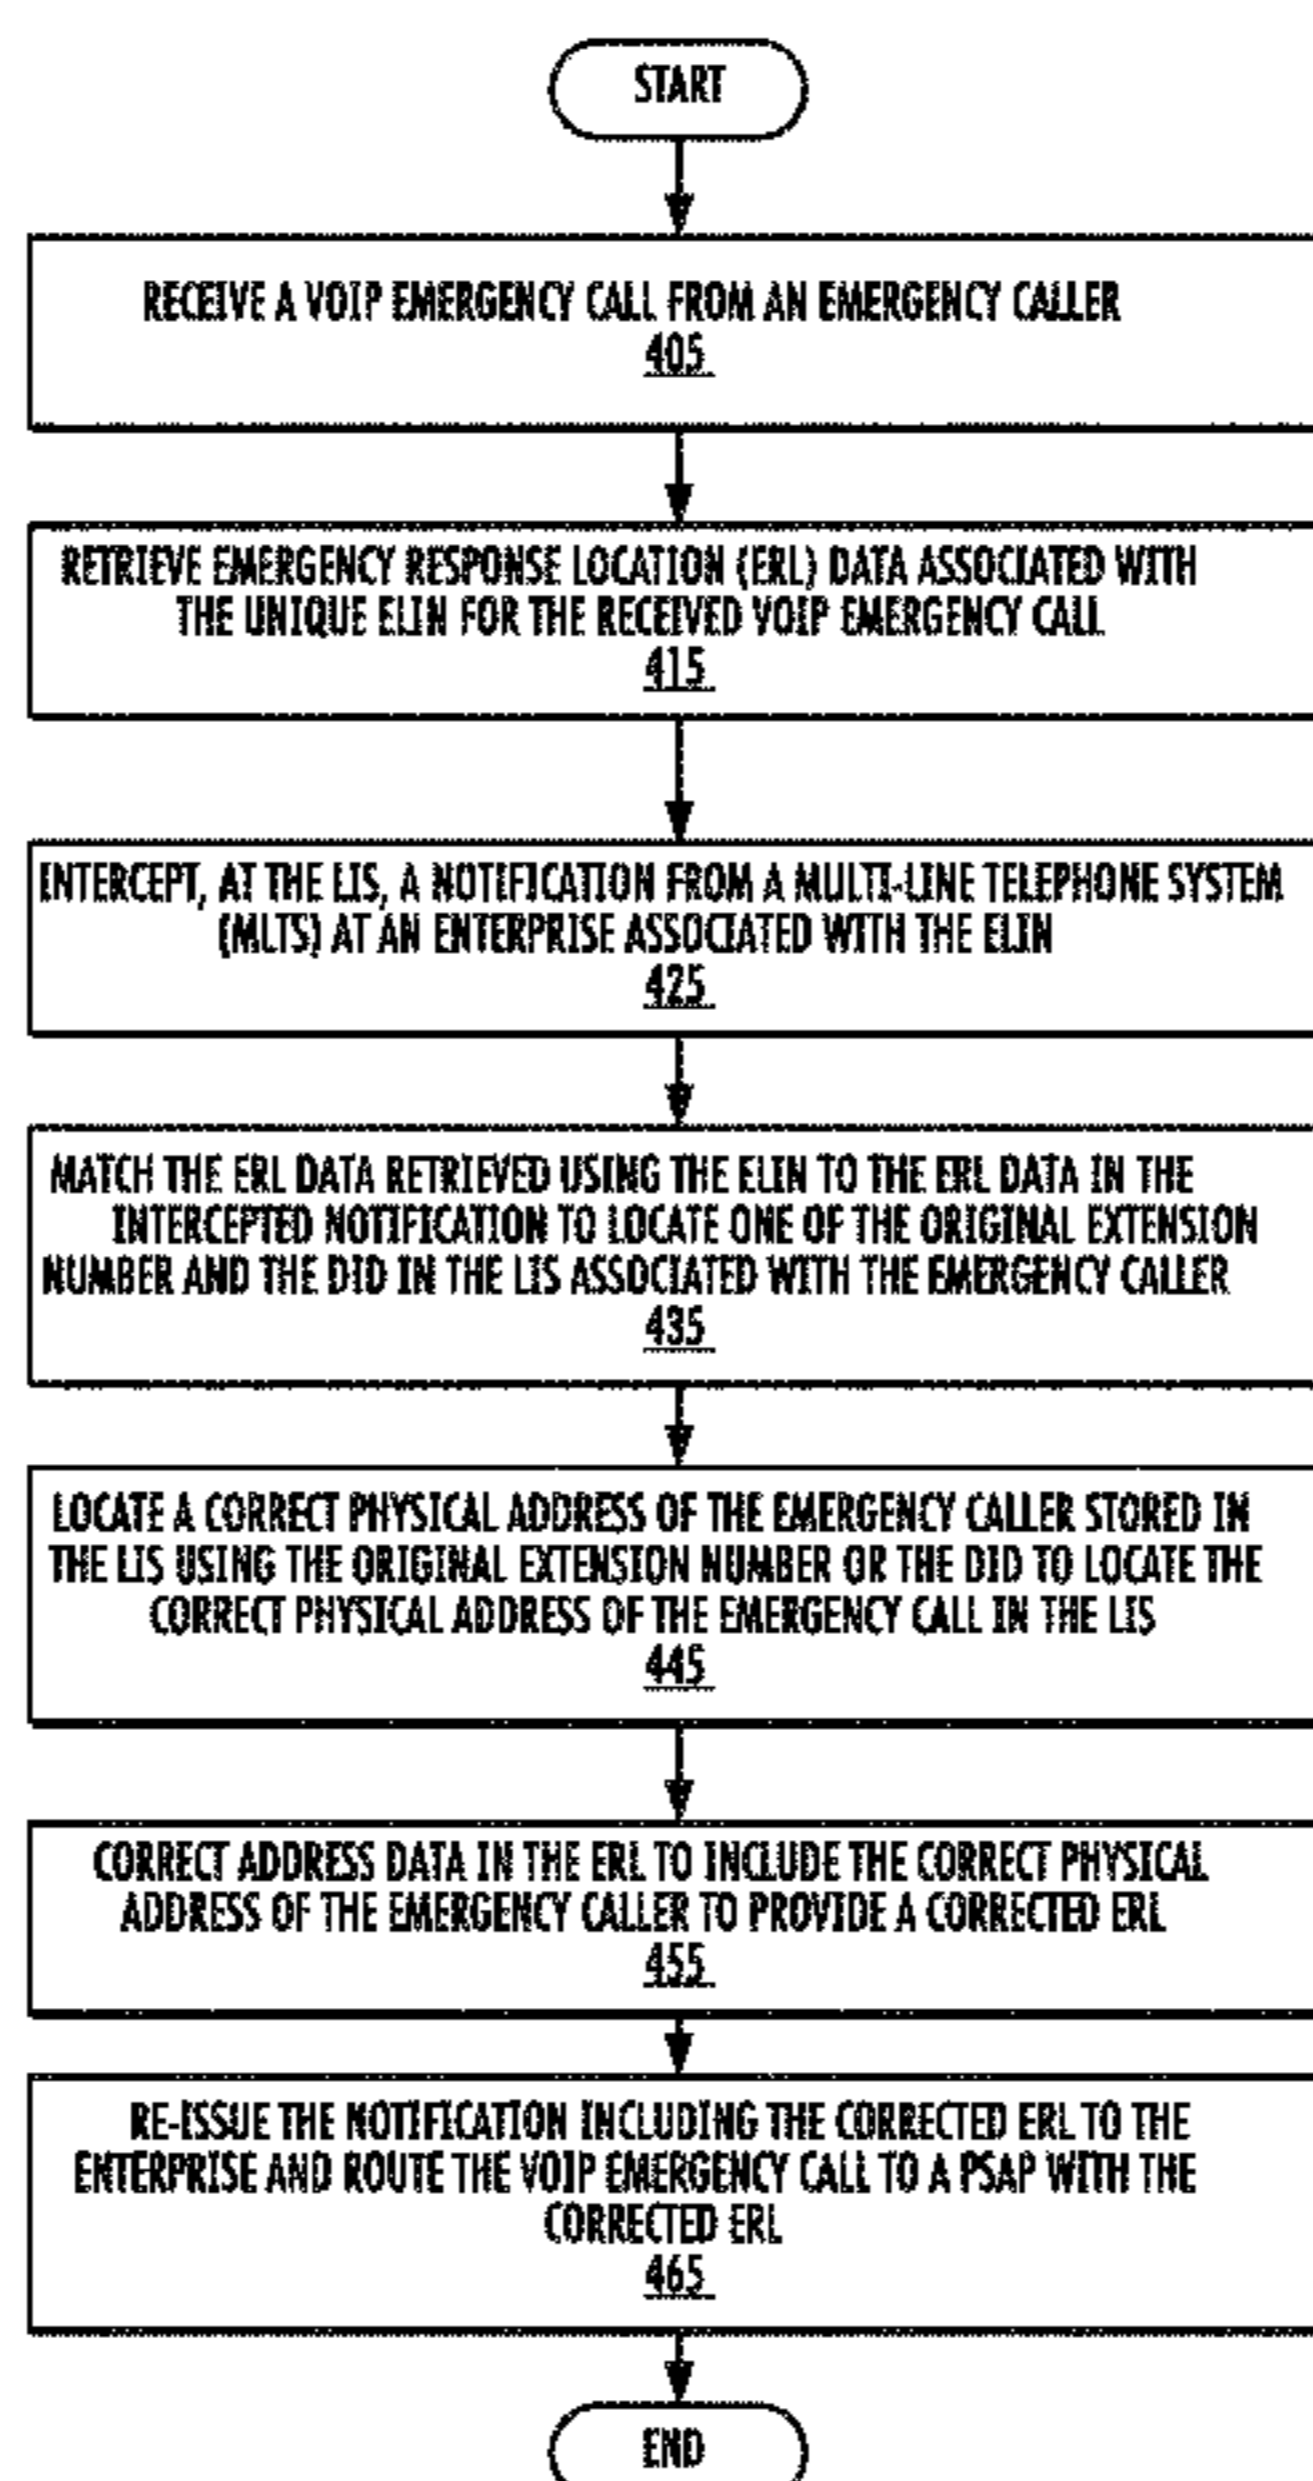 START
RECEIVE A VOIP EMERGENCY CALL FROM AN EMERGENCY CALLER
405
RETRIEVE EMERGENCY RESPONSE LOCATION (ERL) DATA ASSOCIATED WITH
THE UNIQUE ELIN FOR THE RECEIVED VOIP EMERGENCY CALL
415
INTERCEPT, AT THE LIS, A NOTIFICATION FROM A MULTI-LINE TELEPHONE SYSTEM
(MLTS) AT AN ENTERPRISE ASSOCIATED WITH THE ELIN
425
MATCH THE ERL DATA RETRIEVED USING THE ELIN TO THE ERL DATA IN THE
INTERCEPTED NOTIFICATION TO LOCATE ONE OF THE ORIGINAL EXTENSION
NUMBER AND THE DID IN THE LIS ASSOCIATED WITH THE EMERGENCY CALLER
435
LOCATE A CORRECT PHYSICAL ADDRESS OF THE EMERGENCY CALLER STORED IN
THE LIS USING THE ORIGINAL EXTENSION NUMBER OR THE DID TO LOCATE THE
CORRECT PHYSICAL ADDRESS OF THE EMERGENCY CALL IN THE LIS
445
CORRECT ADDRESS DATA IN THE ERL TO INCLUDE THE CORRECT PHYSICAL
ADDRESS OF THE EMERGENCY CALLER TO PROVIDE A CORRECTED ERL
455
RE-ISSUE THE NOTIFICATION INCLUDING THE CORRECTED ERL TO THE
ENTERPRISE AND ROUTE THE VOIP EMERGENCY CALL TO A PSAP WITH THE
CORRECTED ERL
465
END